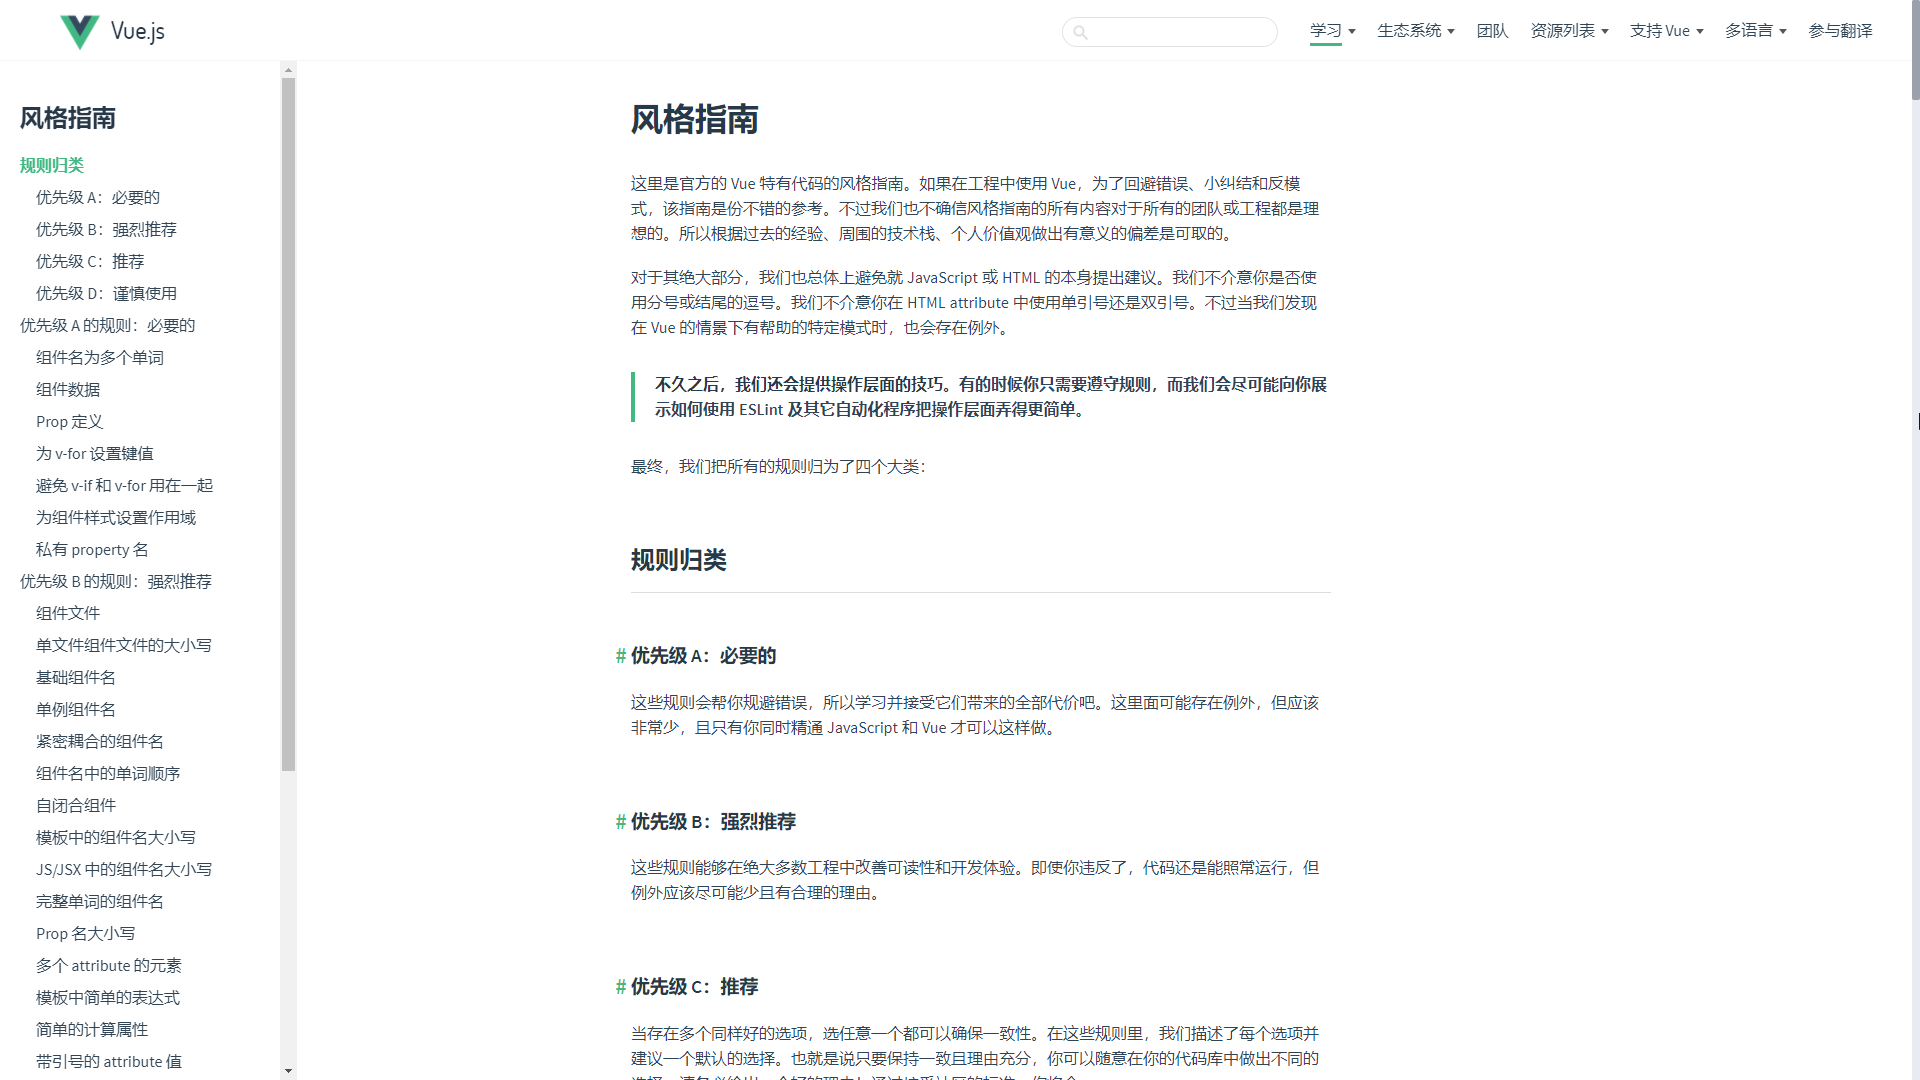 Vue.js
学习
生态系统
团队
资源列表
支持 Vue
多语言
参与翻译
风格指南
规则归类
优先级 A：必要的
优先级 B：强烈推荐
优先级 C：推荐
优先级 D：谨慎使用
优先级 A 的规则：必要的
组件名为多个单词
组件数据
Prop 定义
为 v-for 设置键值
避免 v-if 和 v-for 用在一起
为组件样式设置作用域
私有 property 名
优先级 B 的规则：强烈推荐
组件文件
单文件组件文件的大小写
基础组件名
单例组件名
紧密耦合的组件名
组件名中的单词顺序
自闭合组件
模板中的组件名大小写
JS/JSX 中的组件名大小写
完整单词的组件名
Prop 名大小写
多个 attribute 的元素
模板中简单的表达式
简单的计算属性
带引号的 attribute 值
风格指南
这里是官方的 Vue 特有代码的风格指南。如果在工程中使用 Vue，为了回避错误、小纠结和反模
式，该指南是份不错的参考。不过我们也不确信风格指南的所有内容对于所有的团队或工程都是理
想的。所以根据过去的经验、周围的技术栈、个人价值观做出有意义的偏差是可取的。
对于其绝大部分，我们也总体上避免就 JavaScript 或 HTML 的本身提出建议。我们不介意你是否使
用分号或结尾的逗号。我们不介意你在 HTML attribute 中使用单引号还是双引号。不过当我们发现
在 Vue 的情景下有帮助的特定模式时，也会存在例外。
不久之后，我们还会提供操作层面的技巧。有的时候你只需要遵守规则，而我们会尽可能向你展
示如何使用 ESLint 及其它自动化程序把操作层面弄得更简单。
最终，我们把所有的规则归为了四个大类：
规则归类
# 优先级 A：必要的
这些规则会帮你规避错误，所以学习并接受它们带来的全部代价吧。这里面可能存在例外，但应该
非常少，且只有你同时精通 JavaScript 和 Vue 才可以这样做。
# 优先级 B：强烈推荐
这些规则能够在绝大多数工程中改善可读性和开发体验。即使你违反了，代码还是能照常运行，但
例外应该尽可能少且有合理的理由。
# 优先级 C：推荐
当存在多个同样好的选项，选任意一个都可以确保一致性。在这些规则里，我们描述了每个选项并
建议一个默认的选择。也就是说只要保持一致且理由充分，你可以随意在你的代码库中做出不同的